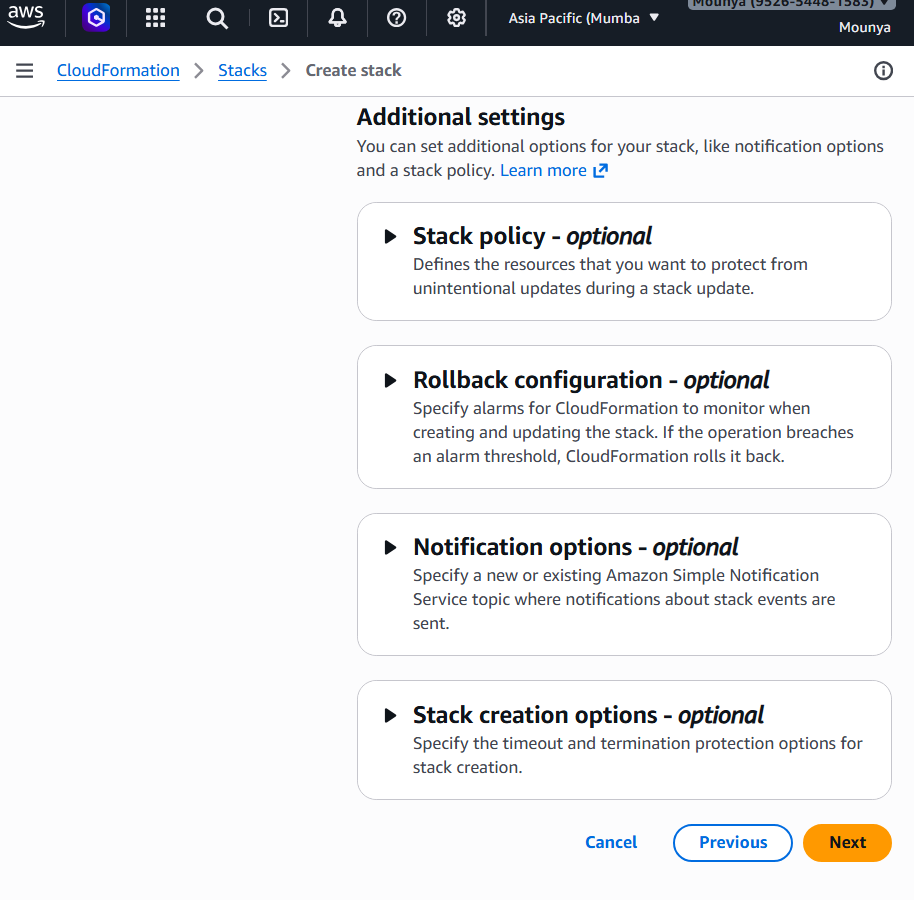 aws
Asia Pacific (Mumba
Mounya (9526-5448-1583)
Mounya
CloudFormation
Stacks
Create stack
Additional settings
You can set additional options for your stack, like notification options
and a stack policy. Learn more
Stack policy - optional
Defines the resources that you want to protect from
unintentional updates during a stack update.
Rollback configuration - optional
Specify alarms for CloudFormation to monitor when
creating and updating the stack. If the operation breaches
an alarm threshold, CloudFormation rolls it back.
Notification options - optional
Specify a new or existing Amazon Simple Notification
Service topic where notifications about stack events are
sent.
Stack creation options - optional
Specify the timeout and termination protection options for
stack creation.
Cancel
Previous
Next